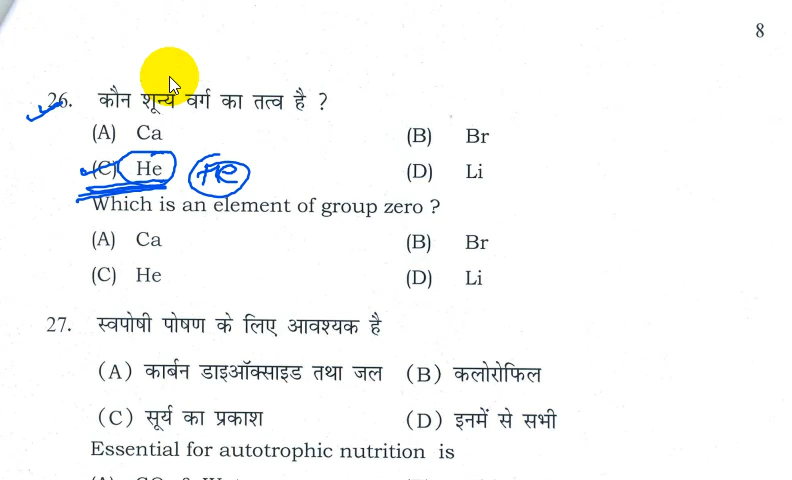 8
26. कौन शून्य वर्ग का तत्व है ?
(A) Ca (B) Br
(C) He He (D) Li
Which is an element of group zero ?
(A) Ca (B) Br
(C) He (D) Li
27. स्वपोषी पोषण के लिए आवश्यक है
(A) कार्बन डाइऑक्साइड तथा जल (B) कलोरोफिल
(C) सूर्य का प्रकाश (D) इनमें से सभी
Essential for autotrophic nutrition is